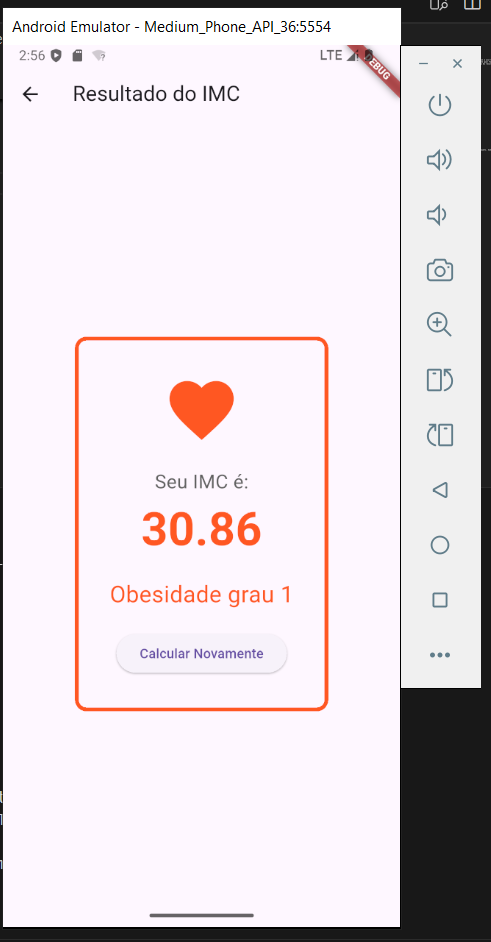 Android Emulator - Medium_Phone_API_36:5554
2:56
LTE
Resultado do IMC
Seu IMC é:
30.86
Obesidade grau 1
Calcular Novamente